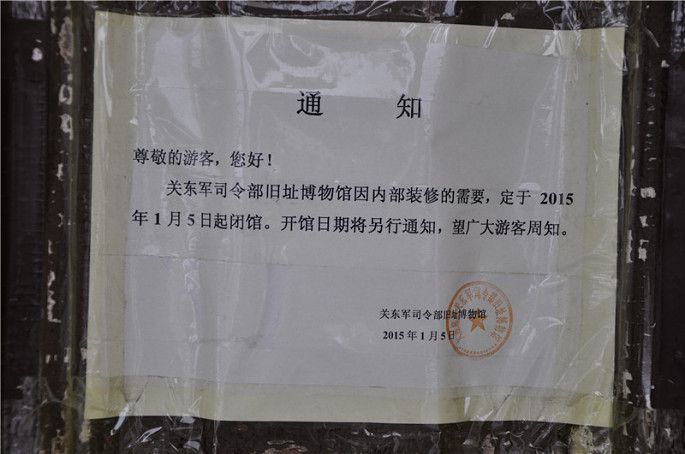 通 知
尊敬的游客，您好！
关东军司令部旧址博物馆因内部装修的需要，定于 2015
年 1 月 5 日起闭馆。开馆日期将另行通知，望广大游客周知。
关东军司令部旧址博物馆
2015 年 1 月 5 日